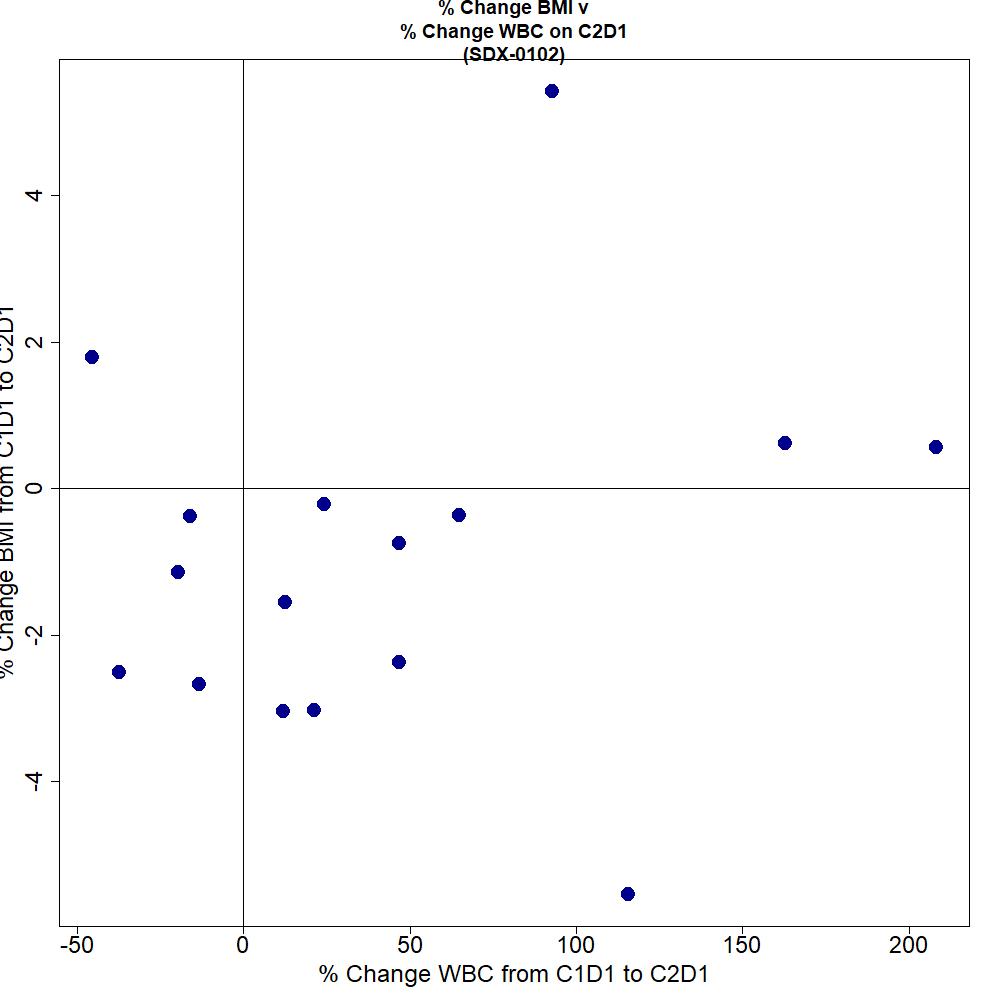 % Change BMI v
% Change WBC on C2D1
(SDX-0102)
% Change BMI from C1D1 to C2D1
4
2
0
-2
-4
-50 0 50 100 150 200
% Change WBC from C1D1 to C2D1